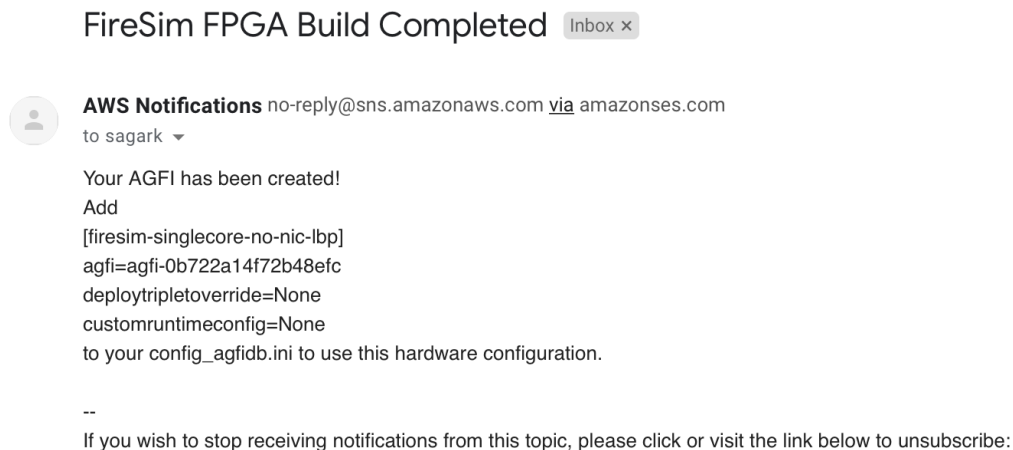 FireSim FPGA Build Completed Inbox ×
AWS Notifications no-reply@sns.amazonaws.com via amazonses.com
to sagark
Your AGFI has been created!
Add
[firesim-singlecore-no-nic-lbp]
agfi=agfi-0b722a14f72b48efc
deploytripletoverride=None
customruntimeconfig=None
to your config_agfidb.ini to use this hardware configuration.
--
If you wish to stop receiving notifications from this topic, please click or visit the link below to unsubscribe: